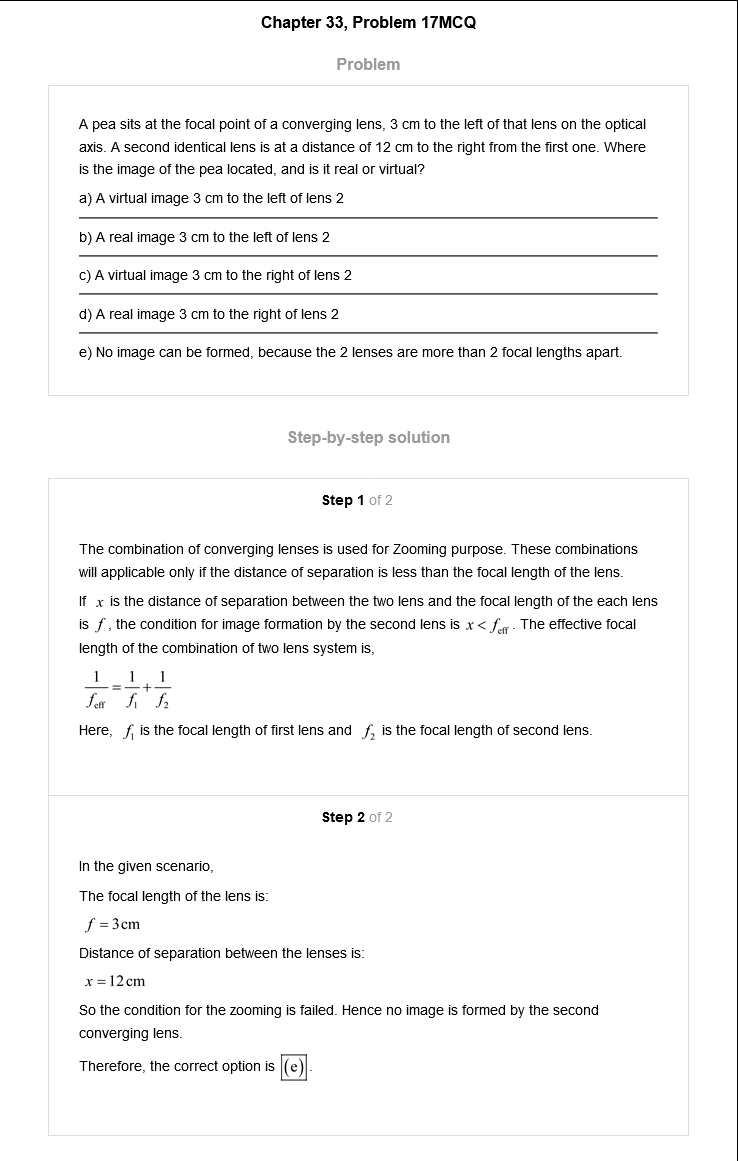 Chapter 33, Problem 17MCQ
Problem
A pea sits at the focal point of a converging lens, 3 cm to the left of that lens on the optical
axis. A second identical lens is at a distance of 12 cm to the right from the first one. Where
is the image of the pea located, and is it real or virtual?
a) A virtual image 3 cm to the left of lens 2
b) A real image 3 cm to the left of lens 2
c) A virtual image 3 cm to the right of lens 2
d) A real image 3 cm to the right of lens 2
e) No image can be formed, because the 2 lenses are more than 2 focal lengths apart.
Step-by-step solution
Step 1 of 2
The combination of converging lenses is used for Zooming purpose. These combinations
will applicable only if the distance of separation is less than the focal length of the lens.
If x is the distance of separation between the two lens and the focal length of the each lens
is f, the condition for image formation by the second lens is x < f_eff. The effective focal
length of the combination of two lens system is,
1/f_eff = 1/f_1 + 1/f_2
Here, f_1 is the focal length of first lens and f_2 is the focal length of second lens.
Step 2 of 2
In the given scenario,
The focal length of the lens is:
f = 3 cm
Distance of separation between the lenses is:
x = 12 cm
So the condition for the zooming is failed. Hence no image is formed by the second
converging lens.
Therefore, the correct option is (e).